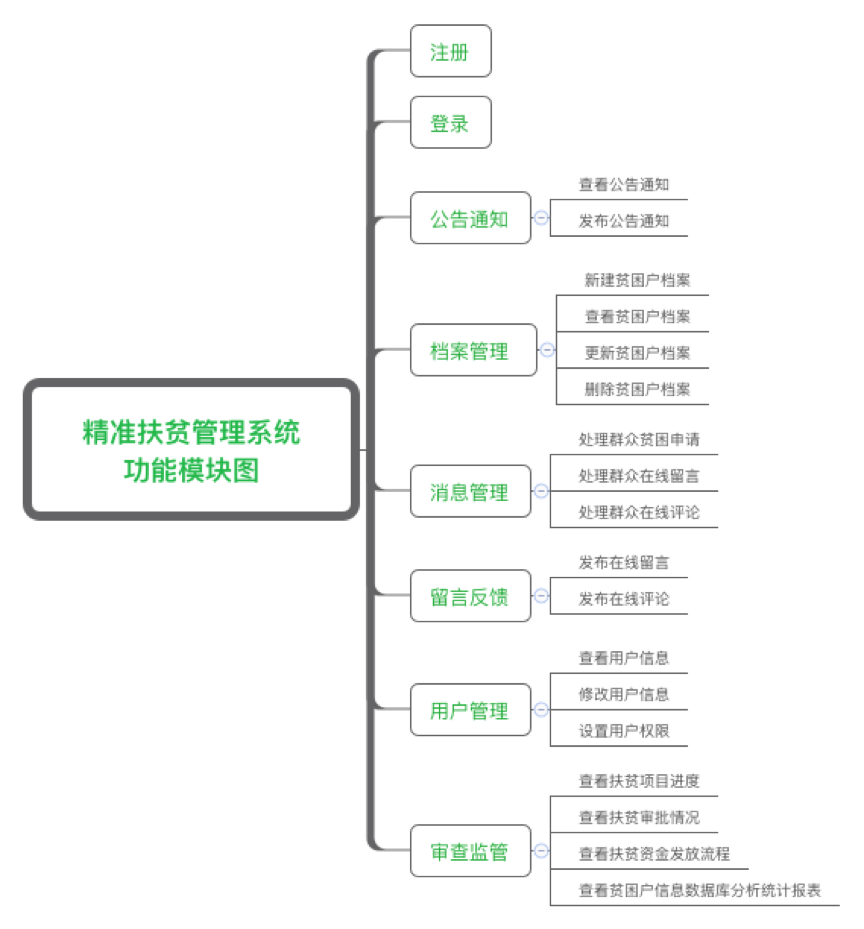 精准扶贫管理系统
功能模块图
注册
登录
公告通知
查看公告通知
发布公告通知
档案管理
新建贫困户档案
查看贫困户档案
更新贫困户档案
删除贫困户档案
消息管理
处理群众贫困申请
处理群众在线留言
处理群众在线评论
留言反馈
发布在线留言
发布在线评论
用户管理
查看用户信息
修改用户信息
设置用户权限
审查监管
查看扶贫项目进度
查看扶贫审批情况
查看扶贫资金发放流程
查看贫困户信息数据库分析统计报表